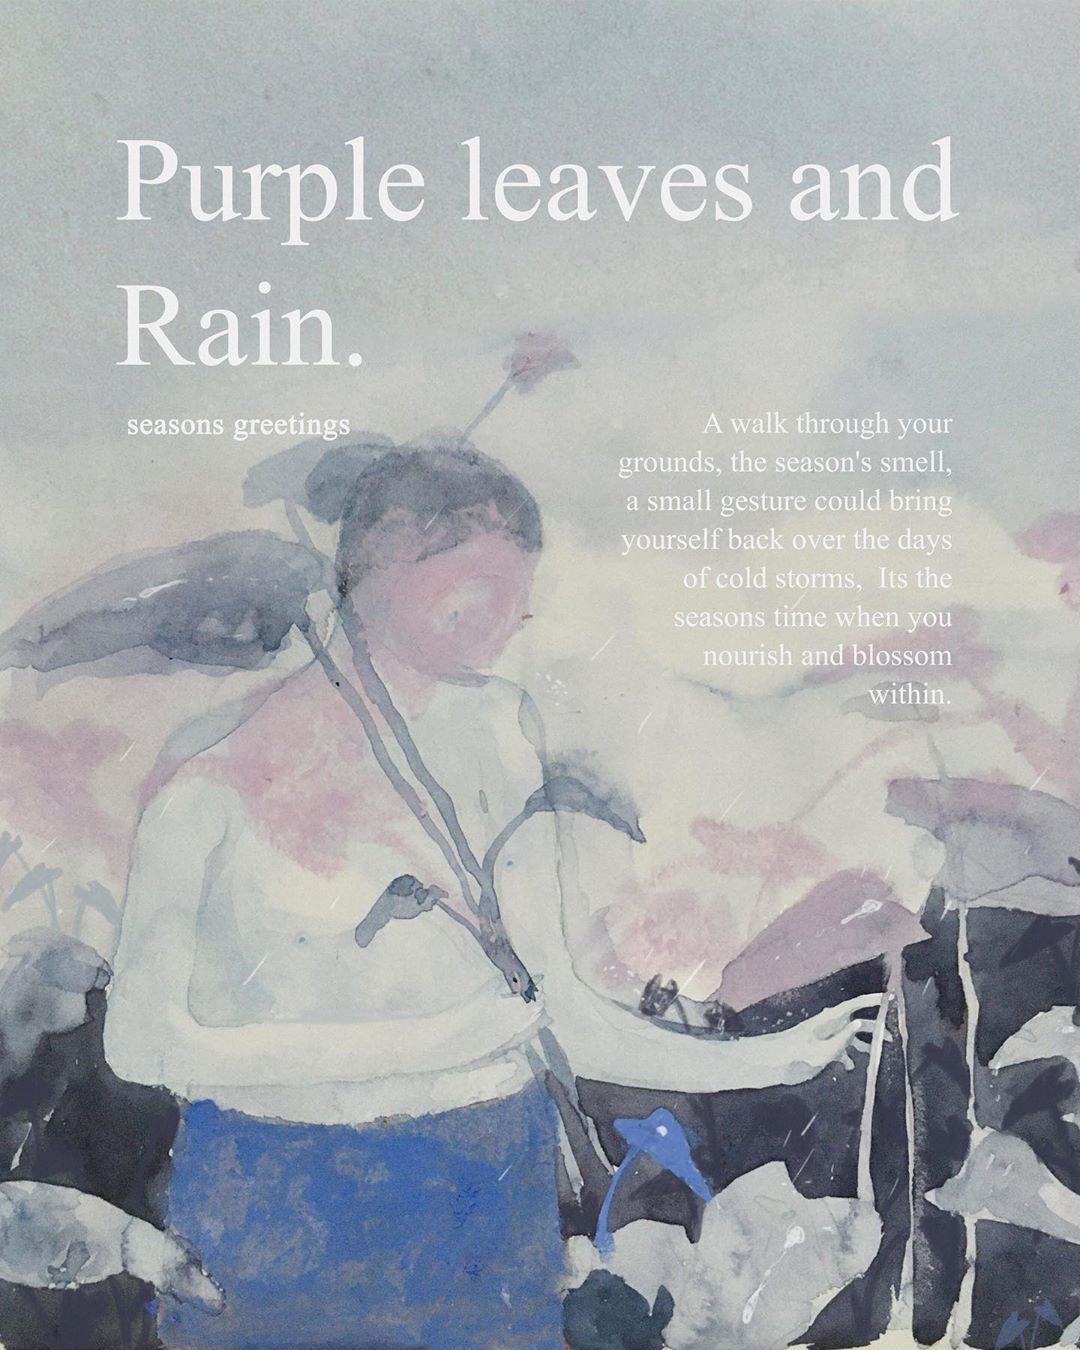 Purple leaves and
Rain.
seasons greetings
A walk through your
grounds, the season's smell,
a small gesture could bring
yourself back over the days
of cold storms,  Its the
seasons time when you
nourish and blossom
within.